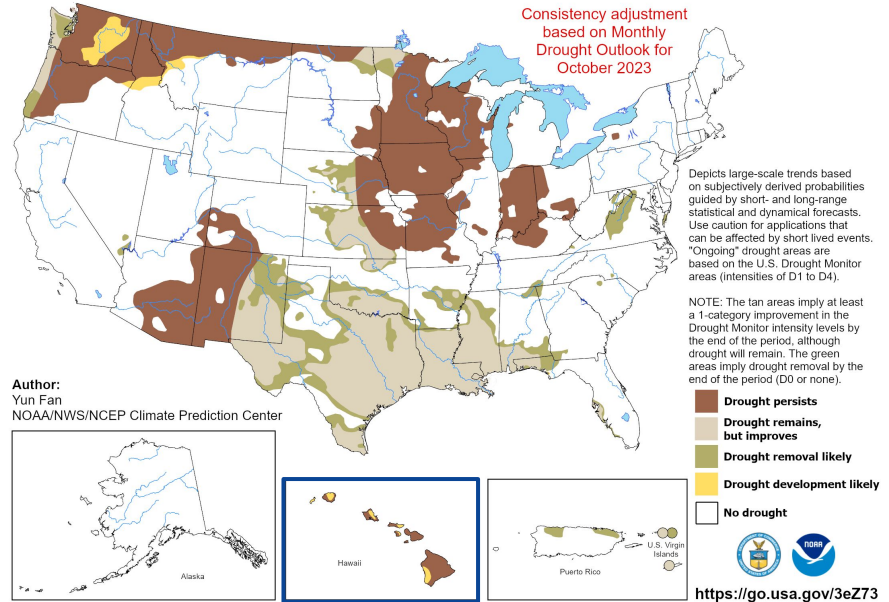 Consistency adjustment
based on Monthly
Drought Outlook for
October 2023
Depicts large-scale trends based
on subjectively derived probabilities
guided by short- and long-range
statistical and dynamical forecasts.
Use caution for applications that
can be affected by short lived events.
"Ongoing" drought areas are
based on the U.S. Drought Monitor
areas (intensities of D1 to D4).
NOTE: The tan areas imply at least
a 1-category improvement in the
Drought Monitor intensity levels by
the end of the period, although
drought will remain. The green
areas imply drought removal by the
end of the period (D0 or none).
Author:
Yun Fan
NOAA/NWS/NCEP Climate Prediction Center
Drought persists
Drought remains,
but improves
Drought removal likely
Drought development likely
No drought
Alaska
Hawaii
Puerto Rico
U.S. Virgin
Islands
NOAA
https://go.usa.gov/3eZ73